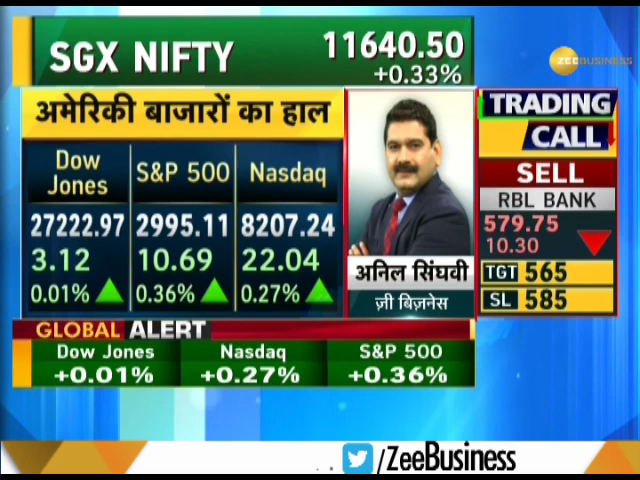 SGX NIFTY
11640.50
+0.33%
ZEEBUSINESS
अमेरिकी बाजारों का हाल
Dow Jones S&P 500 Nasdaq
27222.97 2995.11 8207.24
3.12 10.69 22.04
0.01% 0.36% 0.27%
अनिल सिंघवी
ज़ी बिज़नेस
TRADING
CALL
SELL
RBL BANK
579.75
10.30
TGT 565
SL 585
GLOBAL ALERT
Dow Jones Nasdaq S&P 500
+0.01% +0.27% +0.36%
/ZeeBusiness